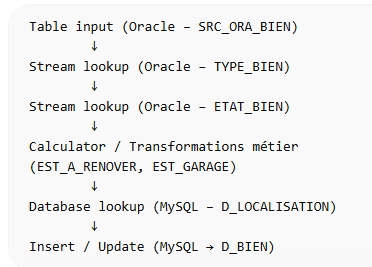 Table input (Oracle – SRC_ORA_BIEN)
↓
Stream lookup (Oracle – TYPE_BIEN)
↓
Stream lookup (Oracle – ETAT_BIEN)
↓
Calculator / Transformations métier
(EST_A_RENOVER, EST_GARAGE)
↓
Database lookup (MySQL – D_LOCALISATION)
↓
Insert / Update (MySQL → D_BIEN)